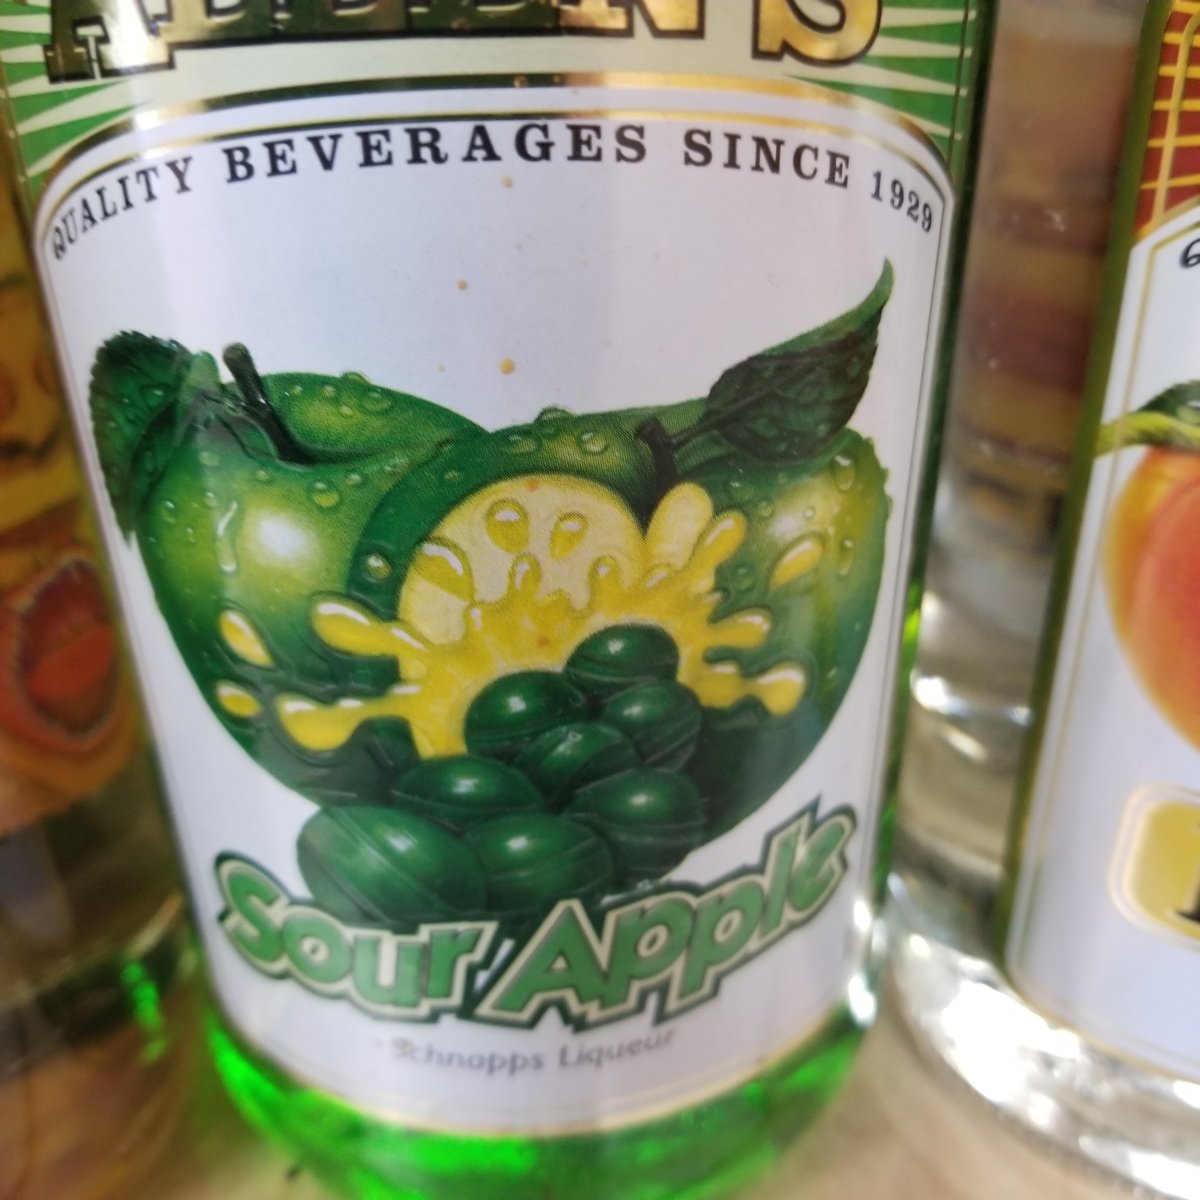 QUALITY BEVERAGES SINCE 1929
Sour Apple
Schnapps Liqueur